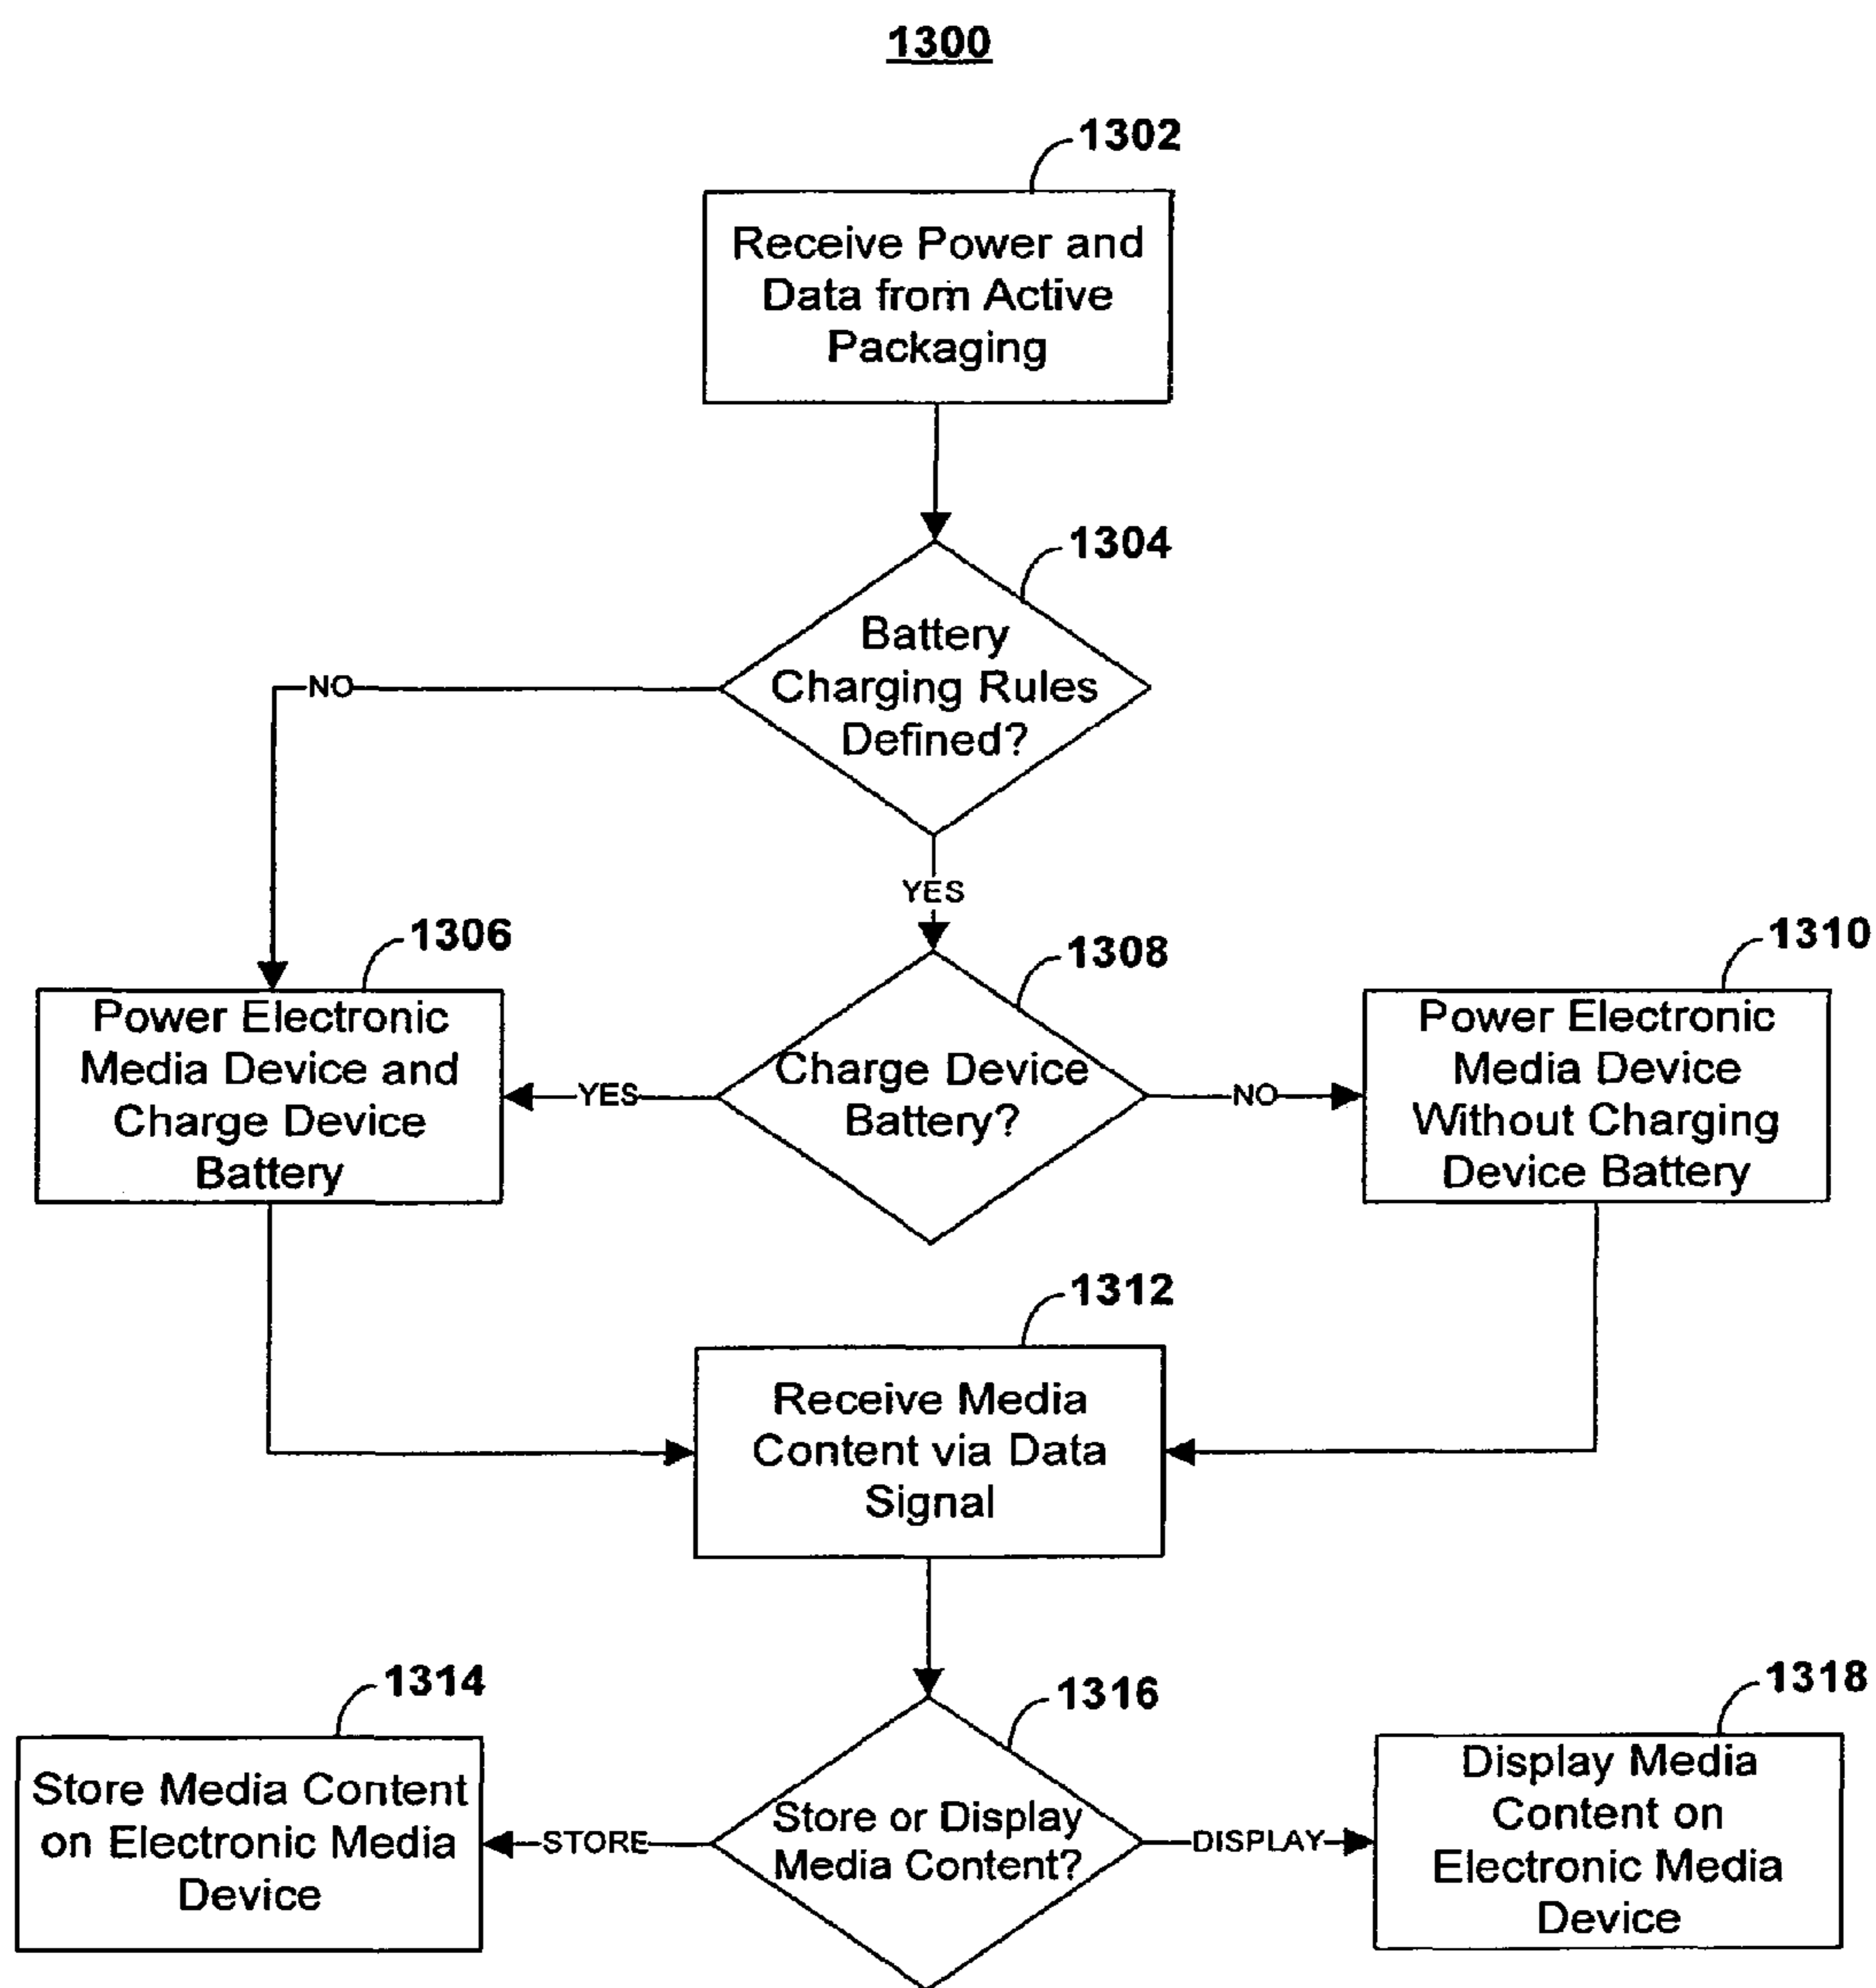 1300
1302
Receive Power and
Data from Active
Packaging
1304
Battery
Charging Rules
Defined?
NO
YES
1306
Power Electronic
Media Device and
Charge Device
Battery
1308
Charge Device
Battery?
YES
NO
1310
Power Electronic
Media Device
Without Charging
Device Battery
1312
Receive Media
Content via Data
Signal
1314
Store Media Content
on Electronic Media
Device
1316
Store or Display
Media Content?
STORE
DISPLAY
1318
Display Media
Content on
Electronic Media
Device